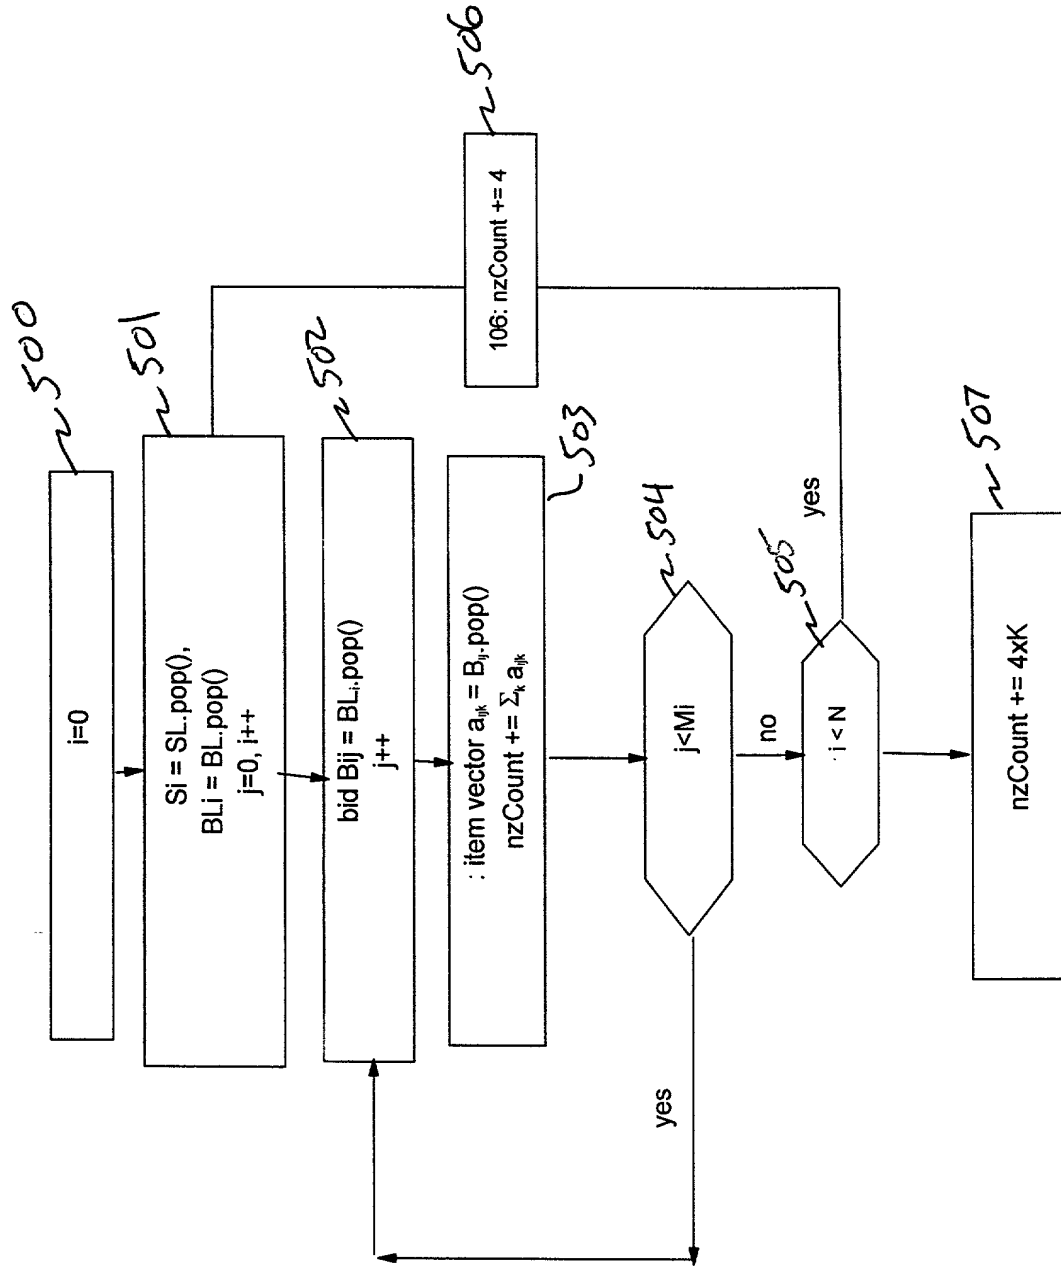 500
i=0
501
Si = SL.pop(),
BLi = BL.pop()
j=0, i++
502
bid Bij = BLi.pop()
j++
503
: item vector aijk = Bij.pop()
nzCount += Σk aijk
504
j<Mi
yes
no
505
i < N
yes
506
106: nzCount += 4
507
nzCount += 4xK